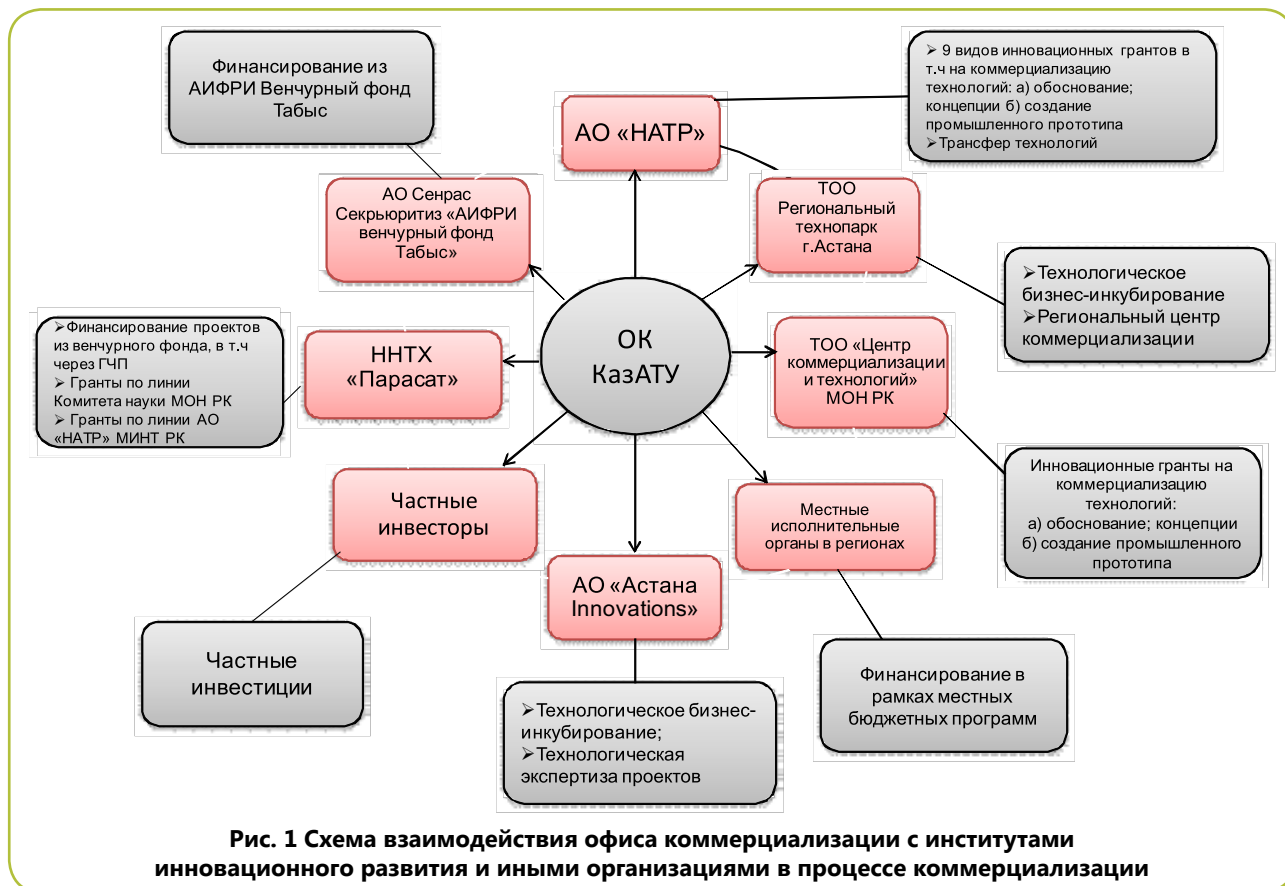 Финансирование из
АИФРИ Венчурный фонд
Табыс
АО «НАТР»
➢ 9 видов инновационных грантов в
т.ч на коммерциализацию
технологий: а) обоснование;
концепции б) создание
промышленного прототипа
➢ Трансфер технологий
АО Сенрас
Секрьюритиз «АИФРИ
венчурный фонд
Табыс»
ТОО
Региональный
технопарк
г.Астана
➢ Технологическое
бизнес-инкубирование
➢ Региональный центр
коммерциализации
➢Финансирование проектов
из венчурного фонда, в т.ч
через ГЧП
➢ Гранты по линии
Комитета науки МОН РК
➢ Гранты по линии АО
«НАТР» МИНТ РК
ННТХ
«Парасат»
ОК
КазАТУ
ТОО «Центр
коммерциализации
и технологий»
МОН РК
Инновационные гранты на
коммерциализацию
технологий:
а) обоснование; концепции
б) создание промышленного
прототипа
Частные
инвесторы
Местные
исполнительные
органы в регионах
АО «Астана
Innovations»
Частные
инвестиции
➢Технологическое бизнес-
инкубирование;
➢Технологическая
экспертиза проектов
Финансирование в
рамках местных
бюджетных программ
Рис. 1 Схема взаимодействия офиса коммерциализации с институтами
инновационного развития и иными организациями в процессе коммерциализации